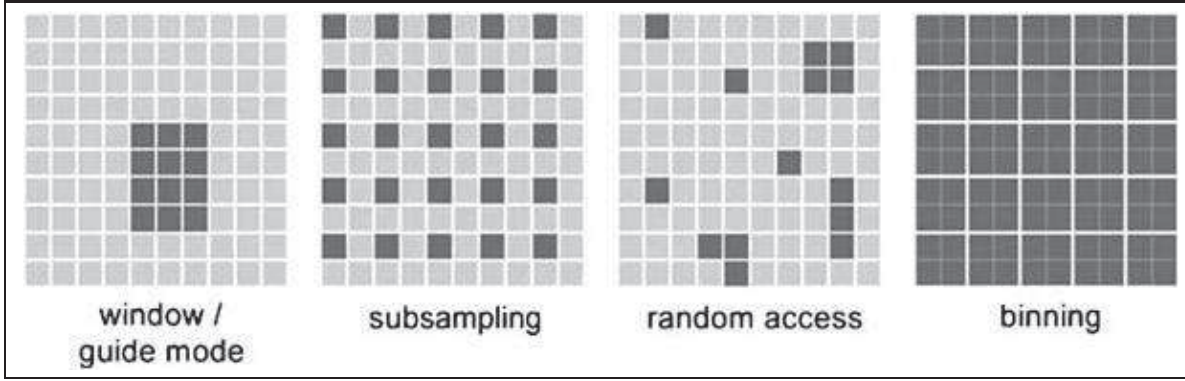 window /
guide mode
subsampling
random access
binning